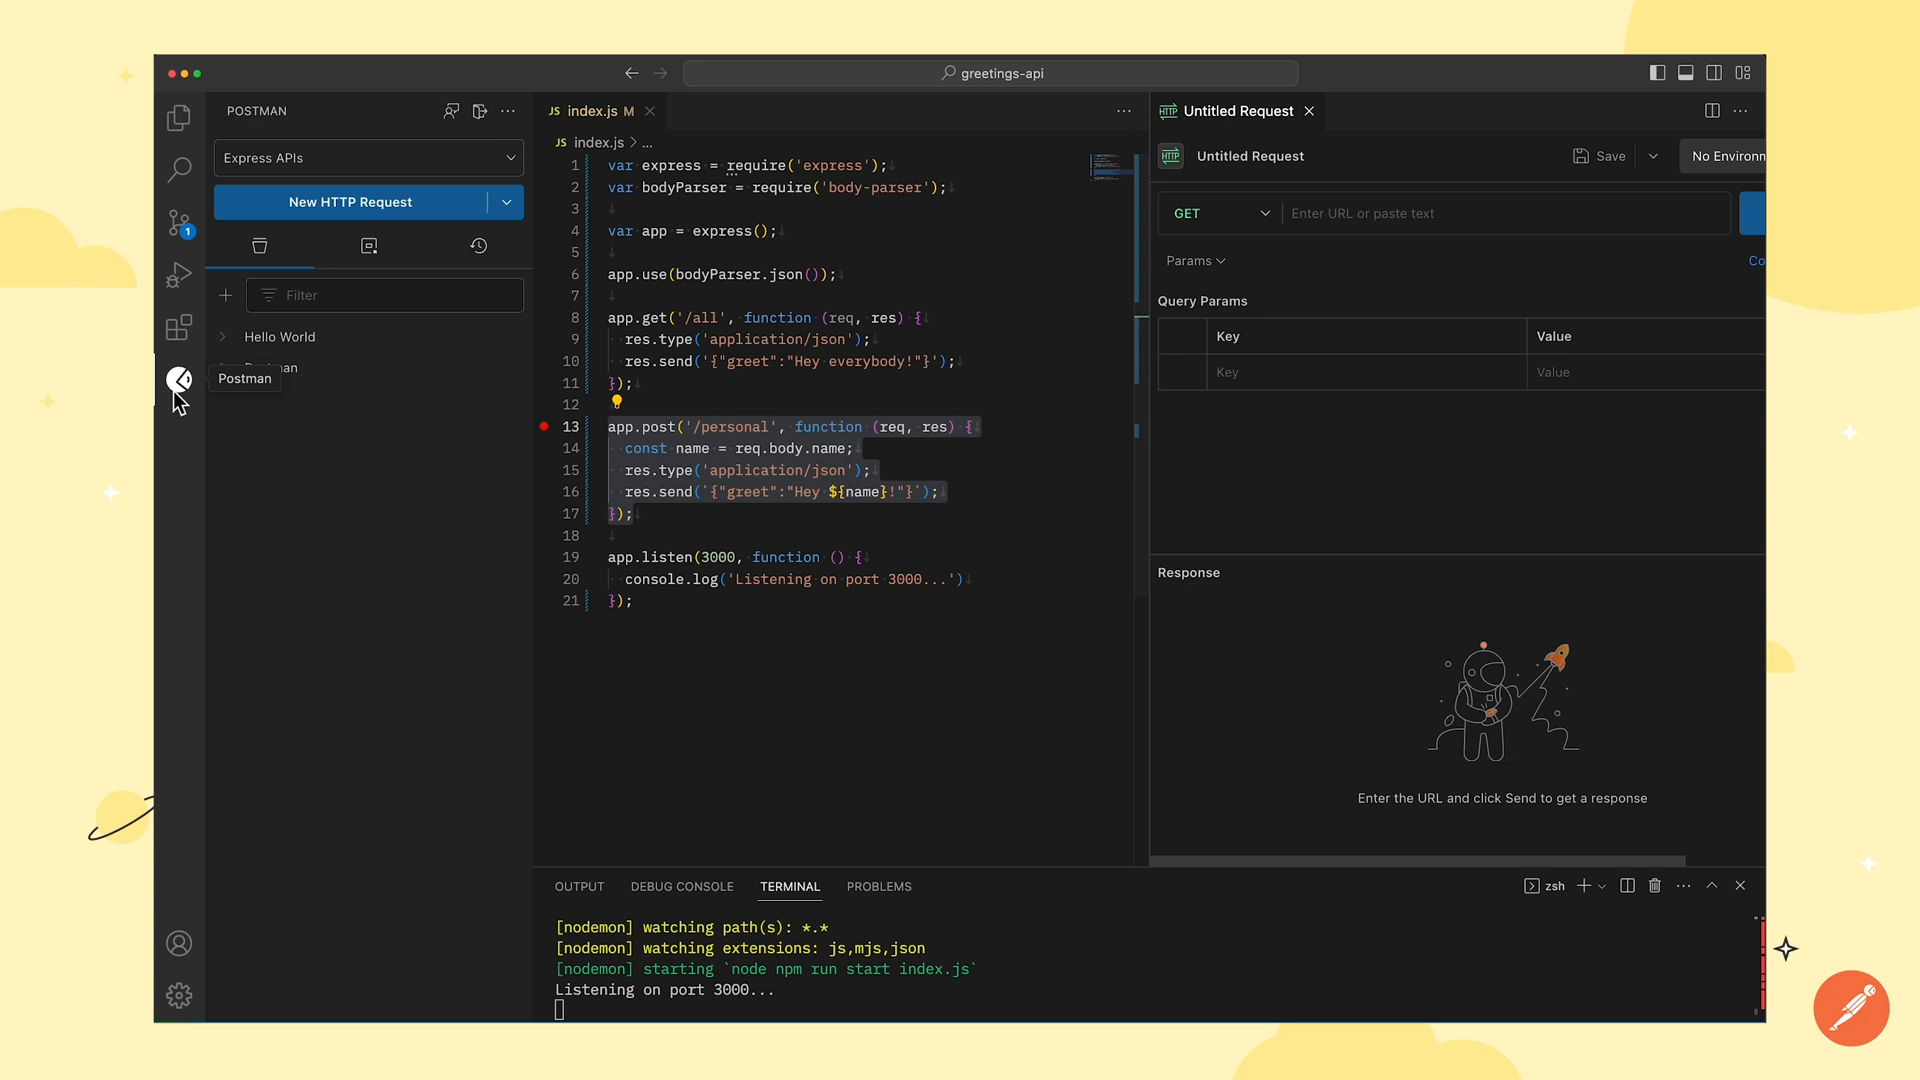 greetings-api
POSTMAN
Express APIs
New HTTP Request
Filter
Hello World
Postman
1
index.js M
index.js > ...
1 var express = require('express');
2 var bodyParser = require('body-parser');
3
4 var app = express();
5
6 app.use(bodyParser.json());
7
8 app.get('/all', function (req, res) {
9 res.type('application/json');
10 res.send('{"greet":"Hey everybody!"}');
11 });
12
13 app.post('/personal', function (req, res) {
14 const name = req.body.name;
15 res.type('application/json');
16 res.send(`{"greet":"Hey ${name}!"}`);
17 });
18
19 app.listen(3000, function () {
20 console.log('Listening on port 3000...')
21 });
HTTP Untitled Request
HTTP Untitled Request
Save
No Environm
GET
Enter URL or paste text
Params
Co
Query Params
Key Value
Key Value
Response
Enter the URL and click Send to get a response
OUTPUT DEBUG CONSOLE TERMINAL PROBLEMS
zsh
[nodemon] watching path(s): *.*
[nodemon] watching extensions: js,mjs,json
[nodemon] starting `node npm run start index.js`
Listening on port 3000...